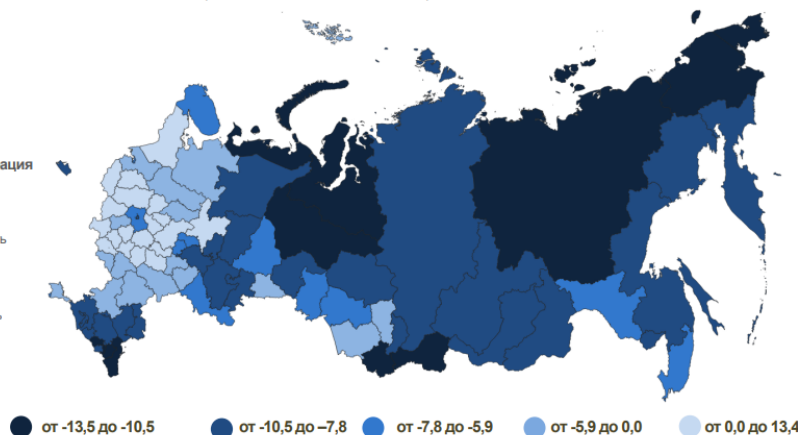 ация
ь
от -13,5 до -10,5
от -10,5 до –7,8
от -7,8 до -5,9
от -5,9 до 0,0
от 0,0 до 13,4